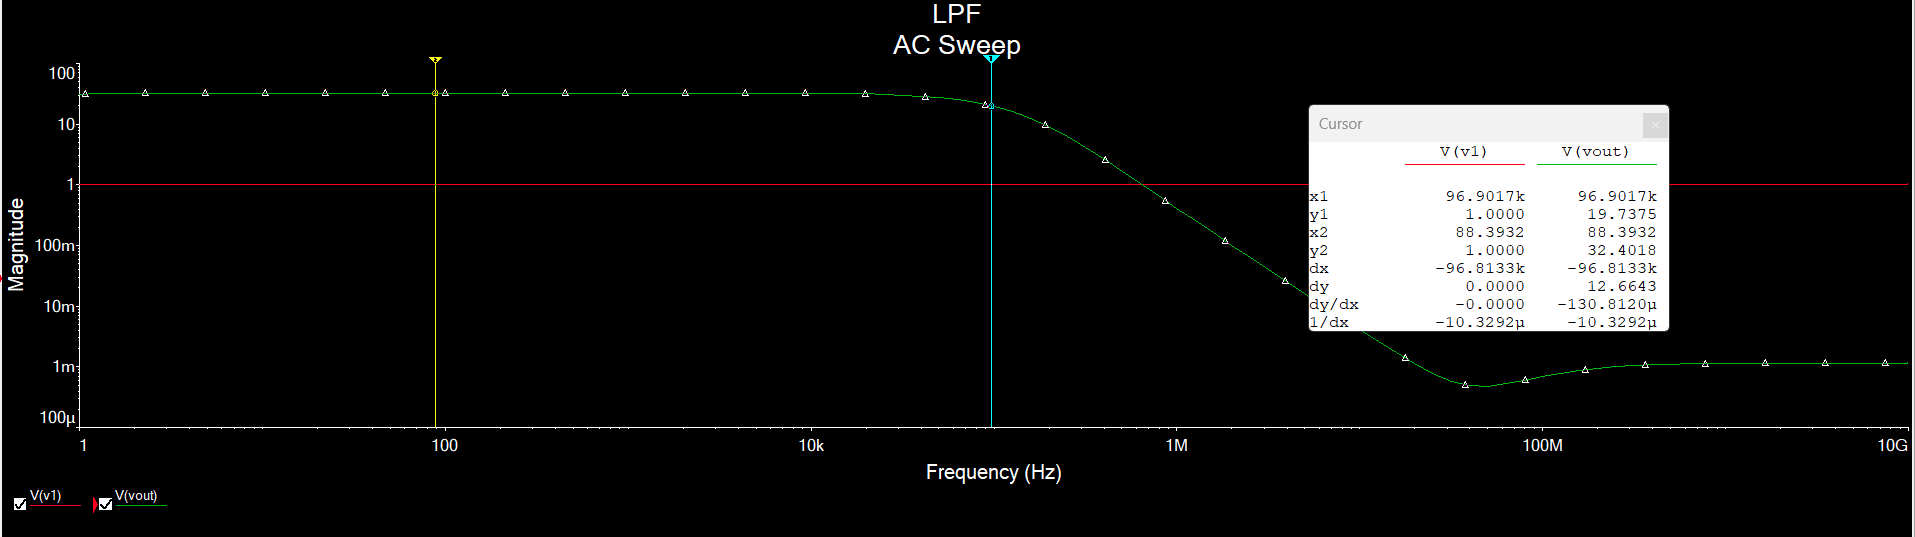 LPF
AC Sweep
100
10
1
100m
10m
1m
100µ
Magnitude
1
100
10k
1M
100M
10G
Frequency (Hz)
Cursor
V(v1) V(vout)
x1 96.9017k 96.9017k
y1 1.0000 19.7375
x2 88.3932 88.3932
y2 1.0000 32.4018
dx -96.8133k -96.8133k
dy 0.0000 12.6643
dy/dx -0.0000 -130.8120µ
1/dx -10.3292µ -10.3292µ
V(v1) V(vout)